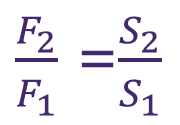 F₂/F₁ = S₂/S₁